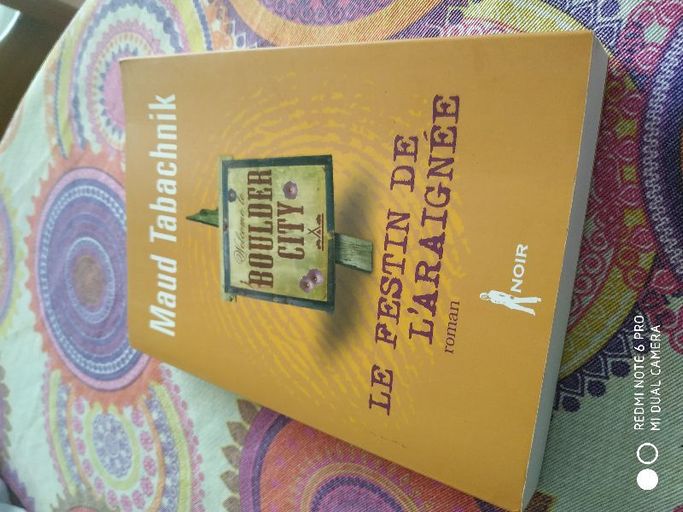 Maud Tabachnik
Welcome to
BOULDER
CITY
LE FESTIN DE
L'ARAIGNÉE
roman
NOIR
REDMI NOTE 6 PRO
MI DUAL CAMERA